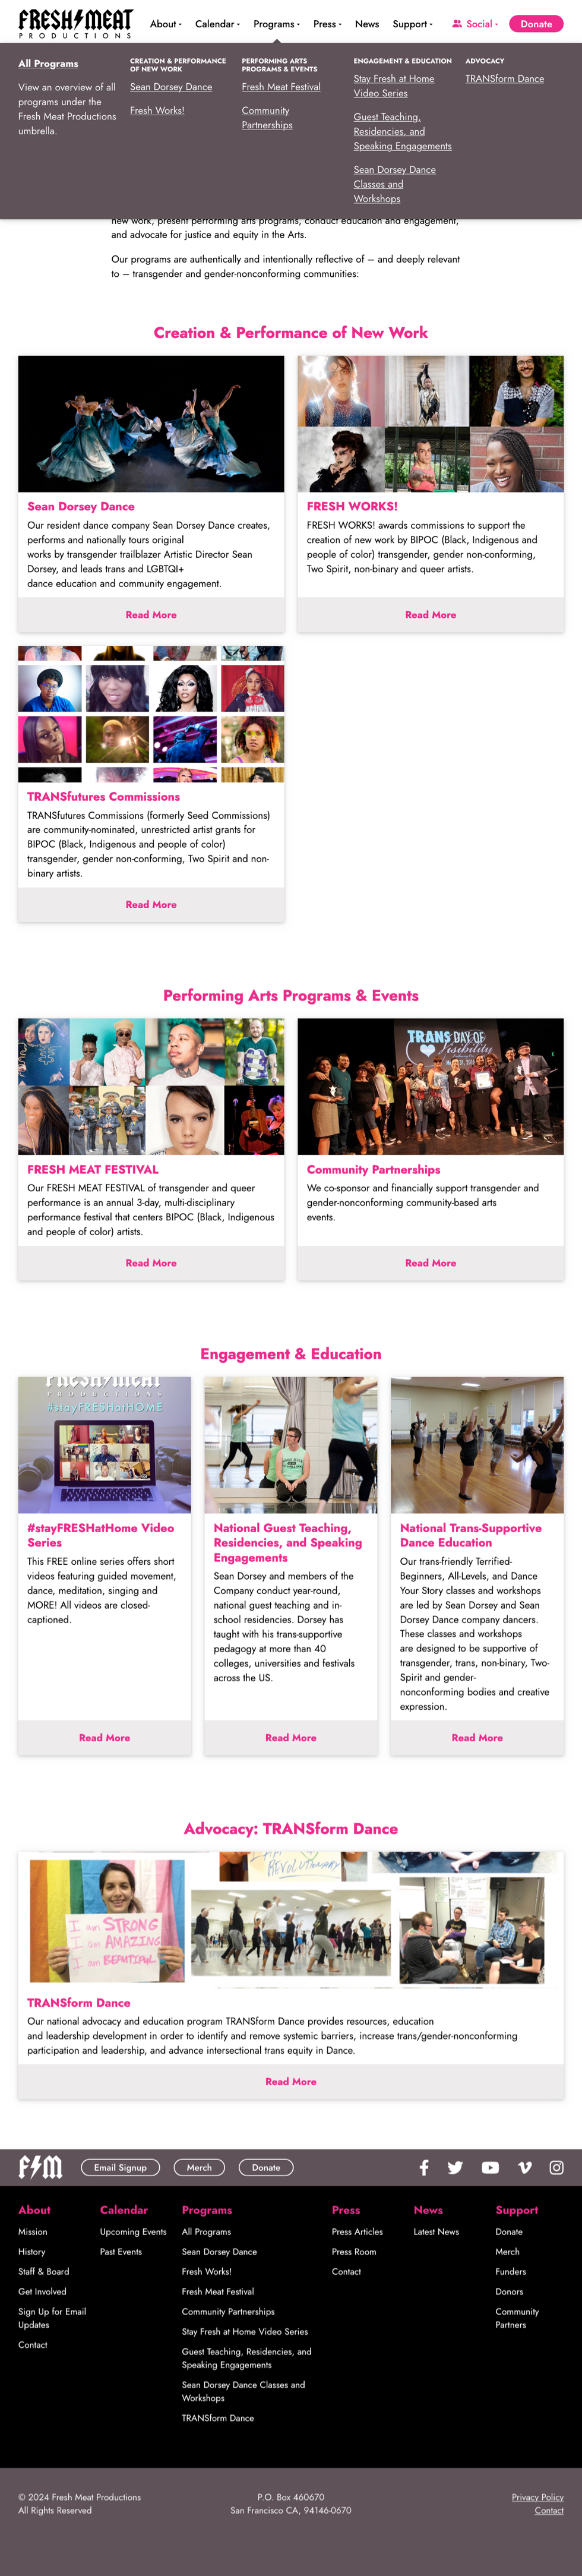 FRESH MEAT
PRODUCTIONS
About
Calendar
Programs
Press
News
Support
Social
Donate
All Programs
View an overview of all
programs under the
Fresh Meat Productions
umbrella.
CREATION & PERFORMANCE
OF NEW WORK
Sean Dorsey Dance
Fresh Works!
PERFORMING ARTS
PROGRAMS & EVENTS
Fresh Meat Festival
Community
Partnerships
ENGAGEMENT & EDUCATION
Stay Fresh at Home
Video Series
Guest Teaching,
Residencies, and
Speaking Engagements
Sean Dorsey Dance
Classes and
Workshops
ADVOCACY
TRANSform Dance
new work, present performing arts programs, conduct education and engagement,
and advocate for justice and equity in the Arts.
Our programs are authentically and intentionally reflective of – and deeply relevant
to – transgender and gender-nonconforming communities:
Creation & Performance of New Work
Sean Dorsey Dance
Our resident dance company Sean Dorsey Dance creates,
performs and nationally tours original
works by transgender trailblazer Artistic Director Sean
Dorsey, and leads trans and LGBTQI+
dance education and community engagement.
Read More
FRESH WORKS!
FRESH WORKS! awards commissions to support the
creation of new work by BIPOC (Black, Indigenous and
people of color) transgender, gender non-conforming,
Two Spirit, non-binary and queer artists.
Read More
TRANSfutures Commissions
TRANSfutures Commissions (formerly Seed Commissions)
are community-nominated, unrestricted artist grants for
BIPOC (Black, Indigenous and people of color)
transgender, gender non-conforming, Two Spirit and non-
binary artists.
Read More
Performing Arts Programs & Events
FRESH MEAT FESTIVAL
Our FRESH MEAT FESTIVAL of transgender and queer
performance is an annual 3-day, multi-disciplinary
performance festival that centers BIPOC (Black, Indigenous
and people of color) artists.
Read More
TRANS DAY OF
Visibility
Community Partnerships
We co-sponsor and financially support transgender and
gender-nonconforming community-based arts
events.
Read More
Engagement & Education
FRESH MEAT
PRODUCTIONS
#stayFRESHatHOME
#stayFRESHatHome Video
Series
This FREE online series offers short
videos featuring guided movement,
dance, meditation, singing and
MORE! All videos are closed-
captioned.
Read More
National Guest Teaching,
Residencies, and Speaking
Engagements
Sean Dorsey and members of the
Company conduct year-round,
national guest teaching and in-
school residencies. Dorsey has
taught with his trans-supportive
pedagogy at more than 40
colleges, universities and festivals
across the US.
Read More
National Trans-Supportive
Dance Education
Our trans-friendly Terrified-
Beginners, All-Levels, and Dance
Your Story classes and workshops
are led by Sean Dorsey and Sean
Dorsey Dance company dancers.
These classes and workshops
are designed to be supportive of
transgender, trans, non-binary, Two-
Spirit and gender-
nonconforming bodies and creative
expression.
Read More
Advocacy: TRANSform Dance
I am STRONG
I am AMAZING
I am BEAUTIFUL
REVOLUTIONARY
TRANSform Dance
Our national advocacy and education program TRANSform Dance provides resources, education
and leadership development in order to identify and remove systemic barriers, increase trans/gender-nonconforming
participation and leadership, and advance intersectional trans equity in Dance.
Read More
F M
Email Signup
Merch
Donate
About
Mission
History
Staff & Board
Get Involved
Sign Up for Email
Updates
Contact
Calendar
Upcoming Events
Past Events
Programs
All Programs
Sean Dorsey Dance
Fresh Works!
Fresh Meat Festival
Community Partnerships
Stay Fresh at Home Video Series
Guest Teaching, Residencies, and
Speaking Engagements
Sean Dorsey Dance Classes and
Workshops
TRANSform Dance
Press
Press Articles
Press Room
Contact
News
Latest News
Support
Donate
Merch
Funders
Donors
Community
Partners
© 2024 Fresh Meat Productions
All Rights Reserved
P.O. Box 460670
San Francisco CA, 94146-0670
Privacy Policy
Contact